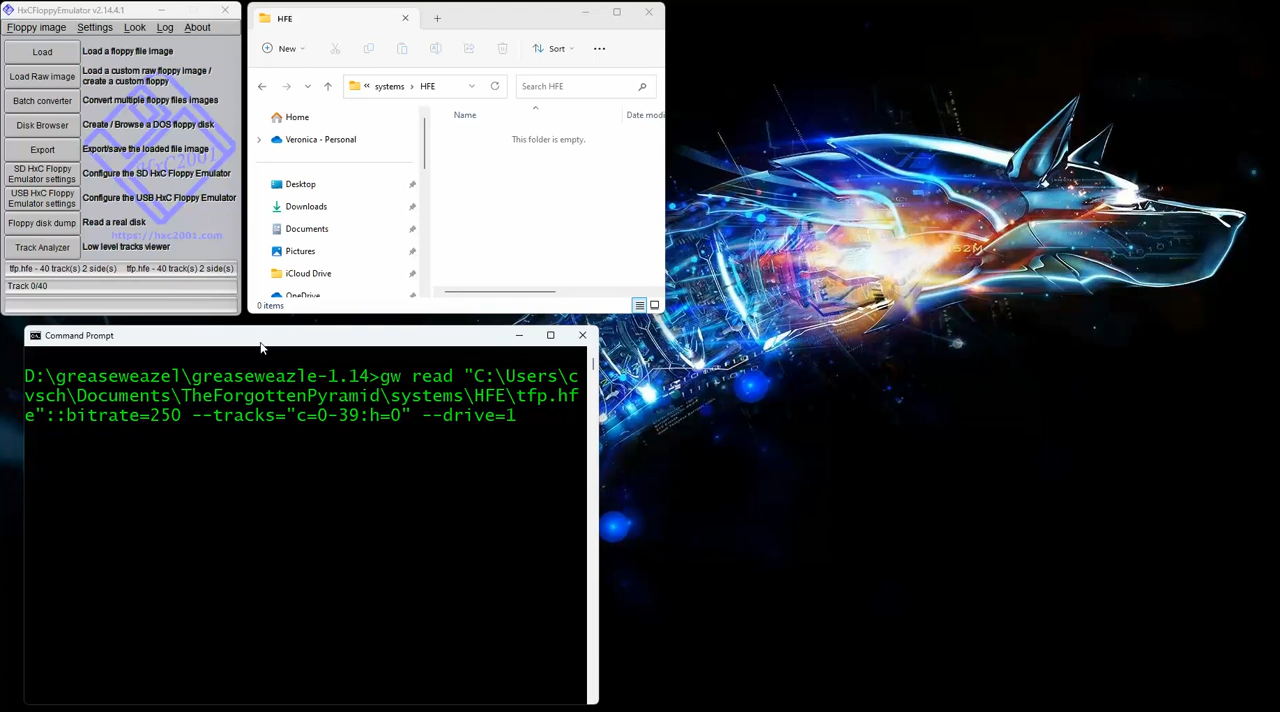 HxCFloppyEmulator v2.14.4.1
Floppy image Settings Look Log About
Load Load a floppy file image
Load Raw image Load a custom raw floppy image /
create a custom floppy
Batch converter Convert multiple floppy files images
Disk Browser Create / Browse a DOS floppy disk
Export Export/save the loaded file image
SD HxC Floppy
Emulator settings Configure the SD HxC Floppy Emulator
USB HxC Floppy
Emulator settings Configure the USB HxC Floppy Emulator
Floppy disk dump Read a real disk
HxC2001
https://hxc2001.com
Track Analyzer Low level tracks viewer
tfp.hfe - 40 track(s) 2 side(s) tfp.hfe - 40 track(s) 2 side(s)
Track 0/40
HFE
New Sort
systems > HFE Search HFE
Home
Veronica - Personal
Desktop
Downloads
Documents
Pictures
iCloud Drive
OneDrive
Name Date modi
This folder is empty.
0 items
Command Prompt
D:\greaseweazel\greaseweazle-1.14>gw read "C:\Users\c
vsch\Documents\TheForgottenPyramid\systems\HFE\tfp.hf
e"::bitrate=250 --tracks="c=0-39:h=0" --drive=1